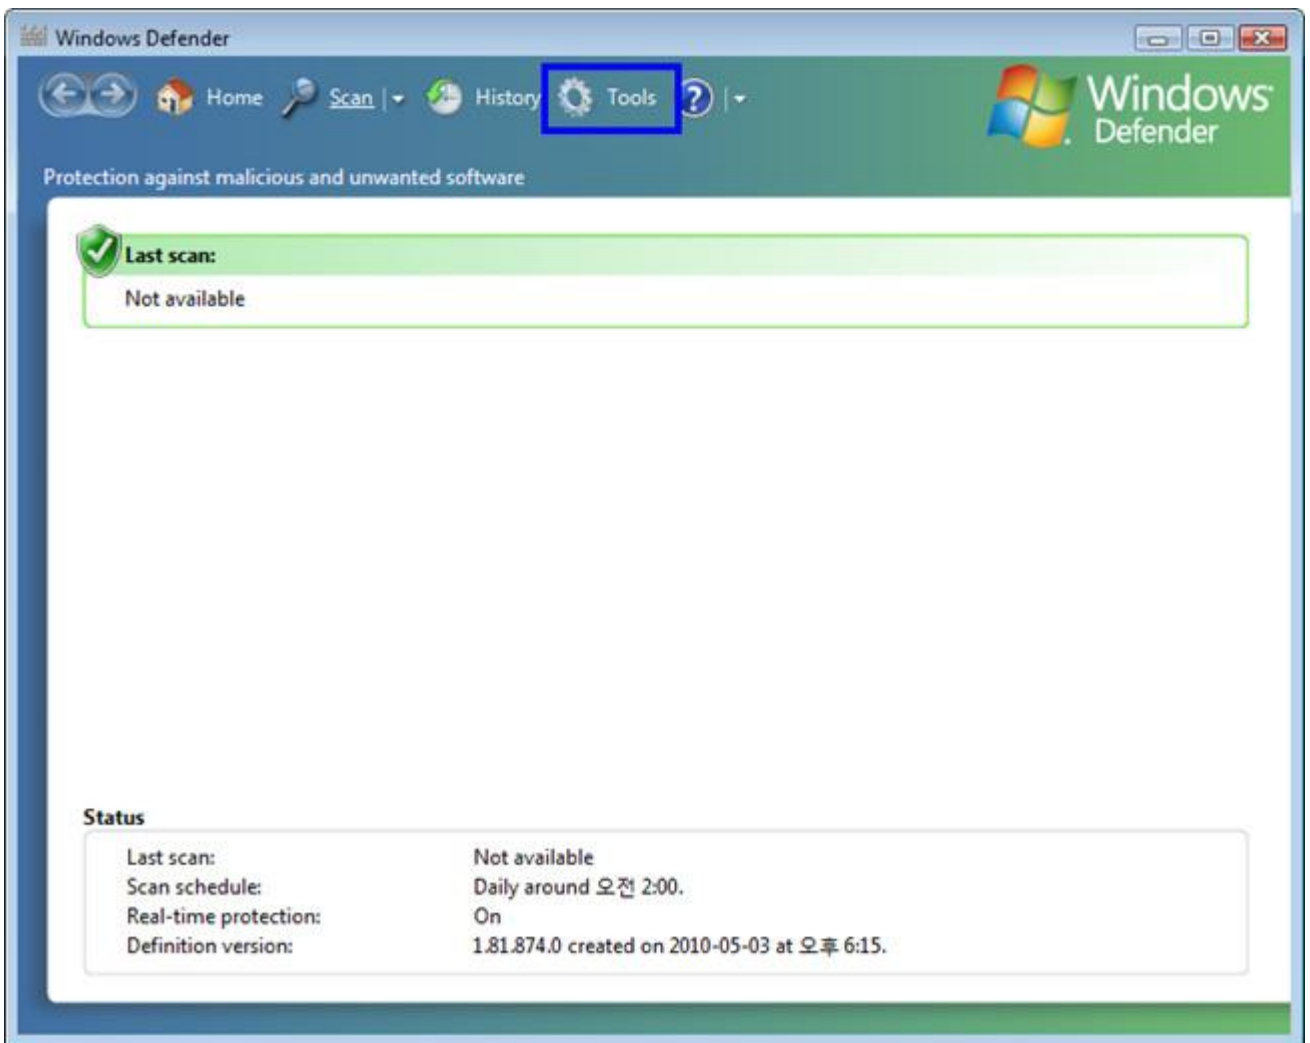 Windows Defender
Home Scan History Tools ?
Windows
Defender
Protection against malicious and unwanted software
Last scan:
Not available
Status
Last scan: Not available
Scan schedule: Daily around 오전 2:00.
Real-time protection: On
Definition version: 1.81.874.0 created on 2010-05-03 at 오후 6:15.